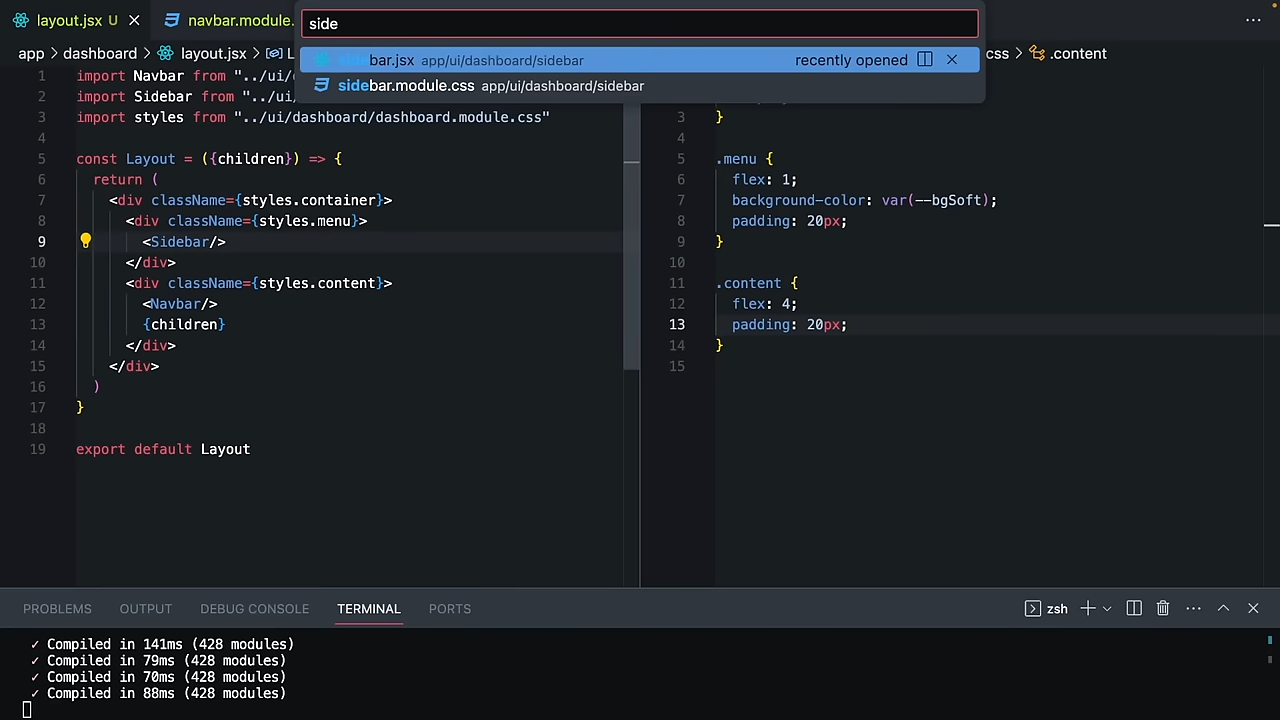 layout.jsx U
navbar.module.
side
sidebar.jsx app/ui/dashboard/sidebar recently opened
sidebar.module.css app/ui/dashboard/sidebar
app > dashboard > layout.jsx > L
css > .content
1 import Navbar from "../ui/
2 import Sidebar from "../ui/
3 import styles from "../ui/dashboard/dashboard.module.css"
4
5 const Layout = ({children}) => {
6 return (
7 <div className={styles.container}>
8 <div className={styles.menu}>
9 <Sidebar/>
10 </div>
11 <div className={styles.content}>
12 <Navbar/>
13 {children}
14 </div>
15 </div>
16 )
17 }
18
19 export default Layout
3 }
4
5 .menu {
6 flex: 1;
7 background-color: var(--bgSoft);
8 padding: 20px;
9 }
10
11 .content {
12 flex: 4;
13 padding: 20px;
14 }
15
PROBLEMS OUTPUT DEBUG CONSOLE TERMINAL PORTS
zsh
✓ Compiled in 141ms (428 modules)
✓ Compiled in 79ms (428 modules)
✓ Compiled in 70ms (428 modules)
✓ Compiled in 88ms (428 modules)